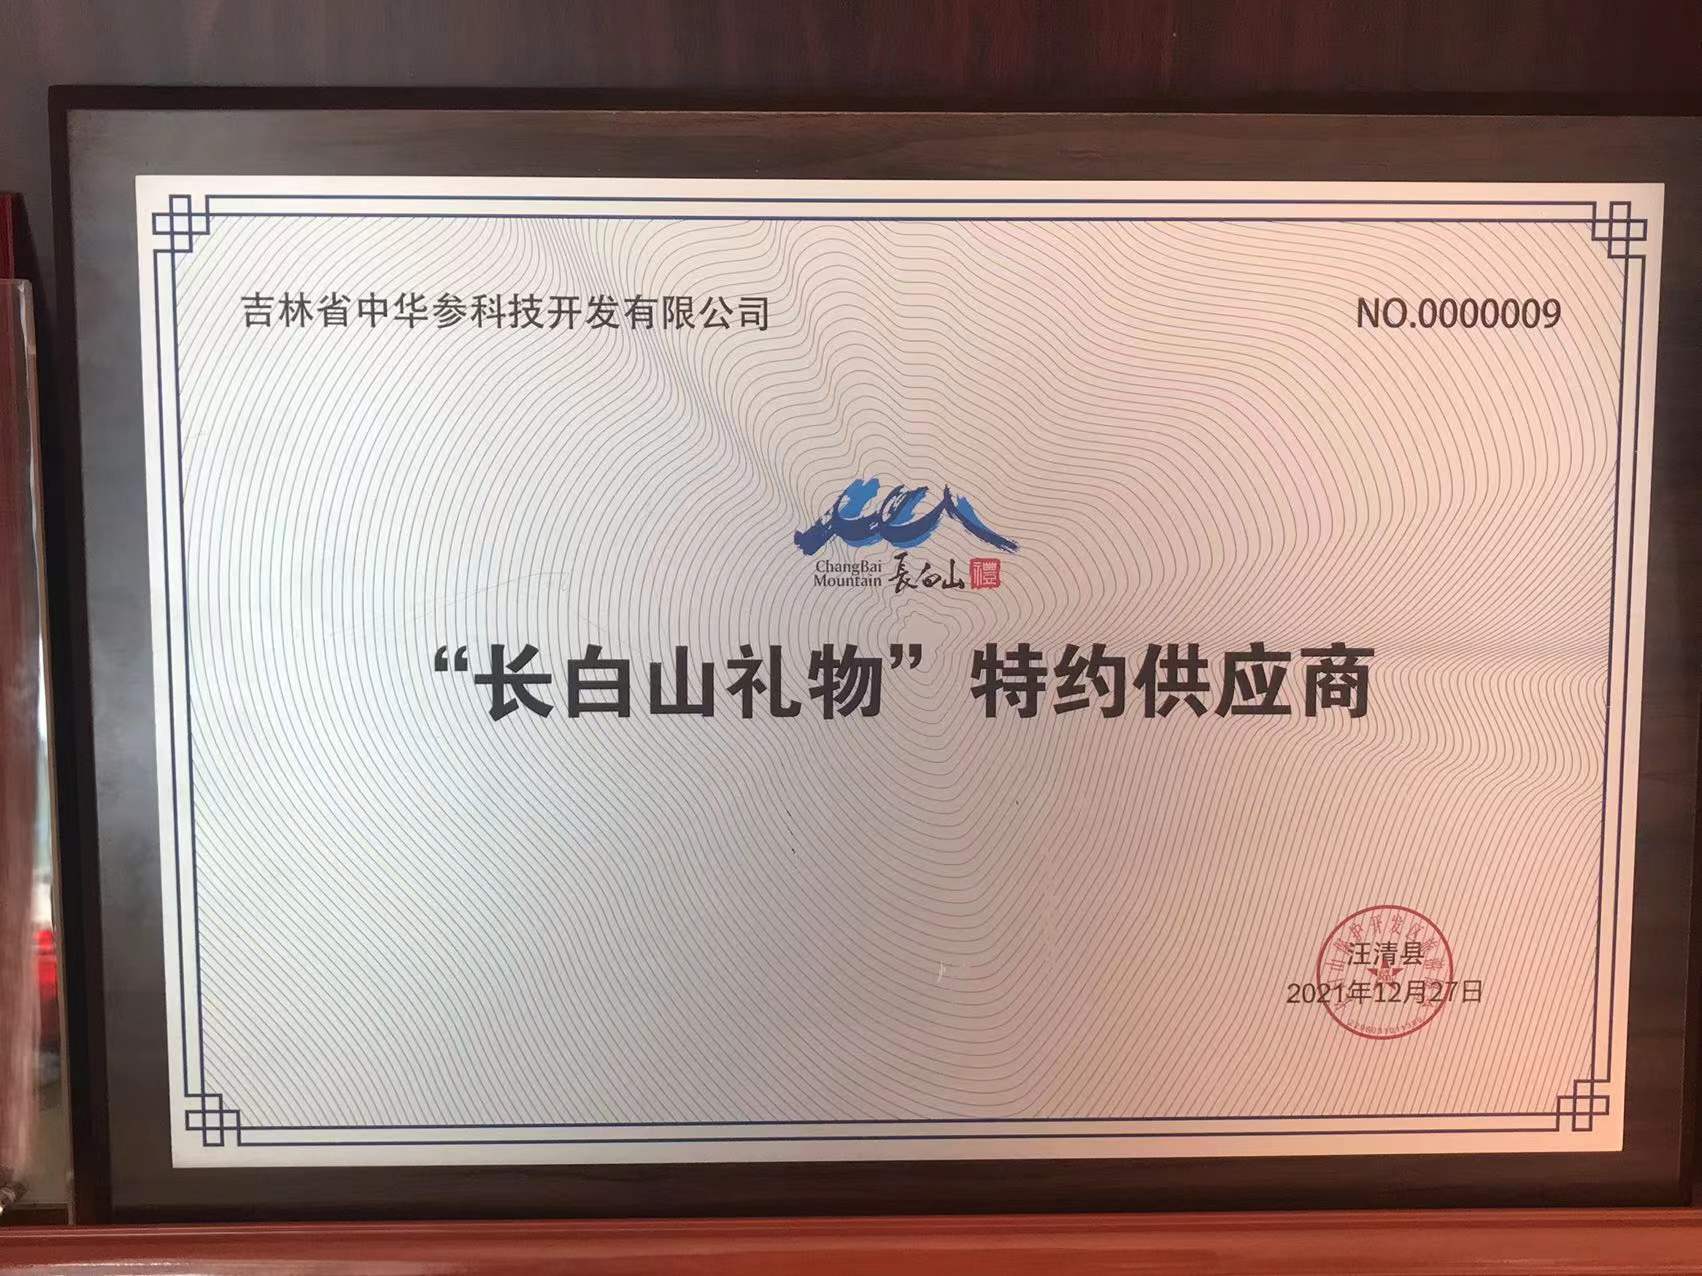 吉林省中华参科技开发有限公司
NO.0000009
ChangBai
Mountain
長白山
禮
“长白山礼物”特约供应商
汪清县
2021年12月27日